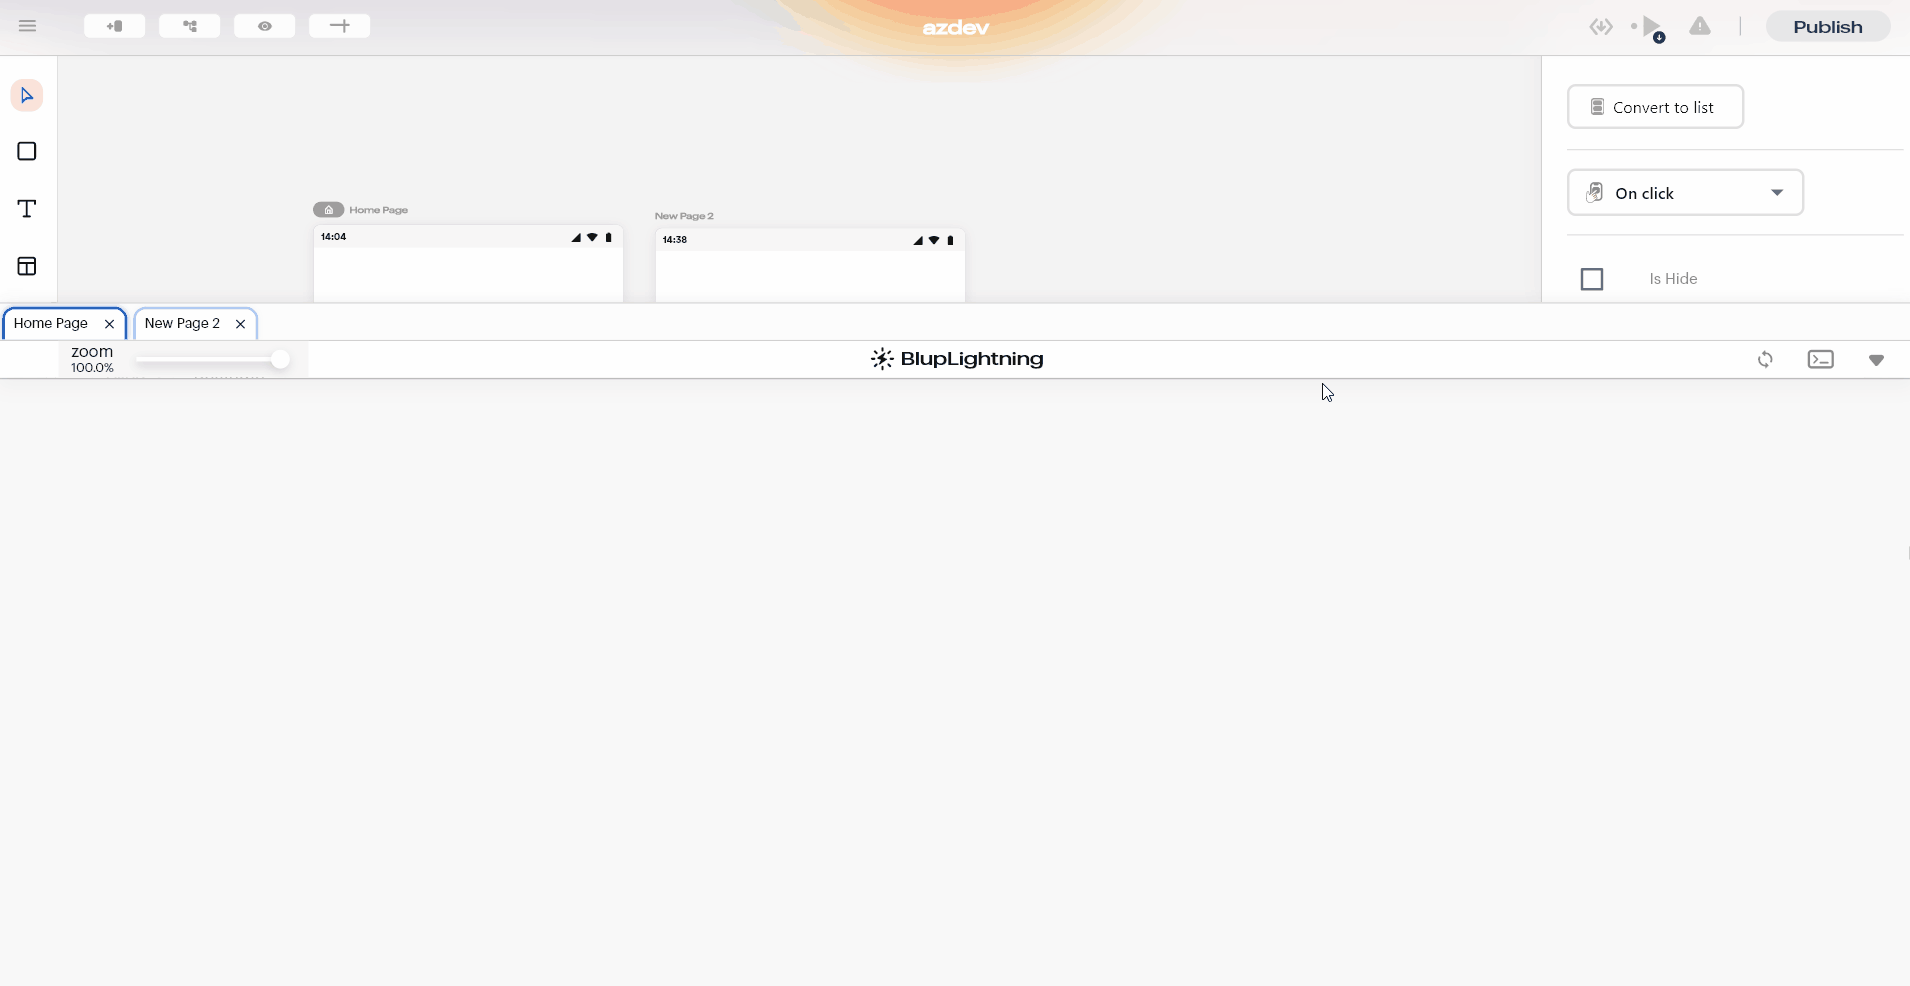 azdev
Publish
Convert to list
On click
Home Page
New Page 2
14:04
14:38
Is Hide
Home Page
New Page 2
zoom
100.0%
BlupLightning